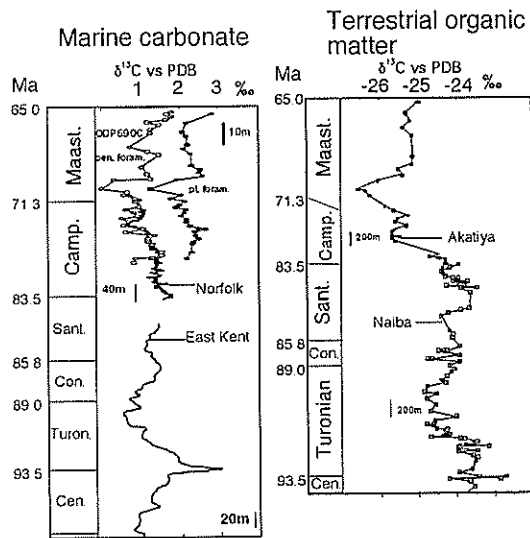 Marine carbonate
δ¹³C vs PDB
Ma
1 2 3 ‰
65 0
71.3
83.5
85 8
89 0
93 5
Maast.
Camp.
Sant.
Con.
Turon.
Cen.
ODP690C
ben. foram.
pl. foram.
10m
40m
Norfolk
East Kent
20m
Terrestrial organic
matter
δ¹³C vs PDB
Ma
-26 -25 -24 ‰
65.0
71.3
83.5
85 8
89.0
93.5
Maast.
Camp.
Sant.
Con.
Turonian
Cen.
200m
Akatiya
Naiba
200m